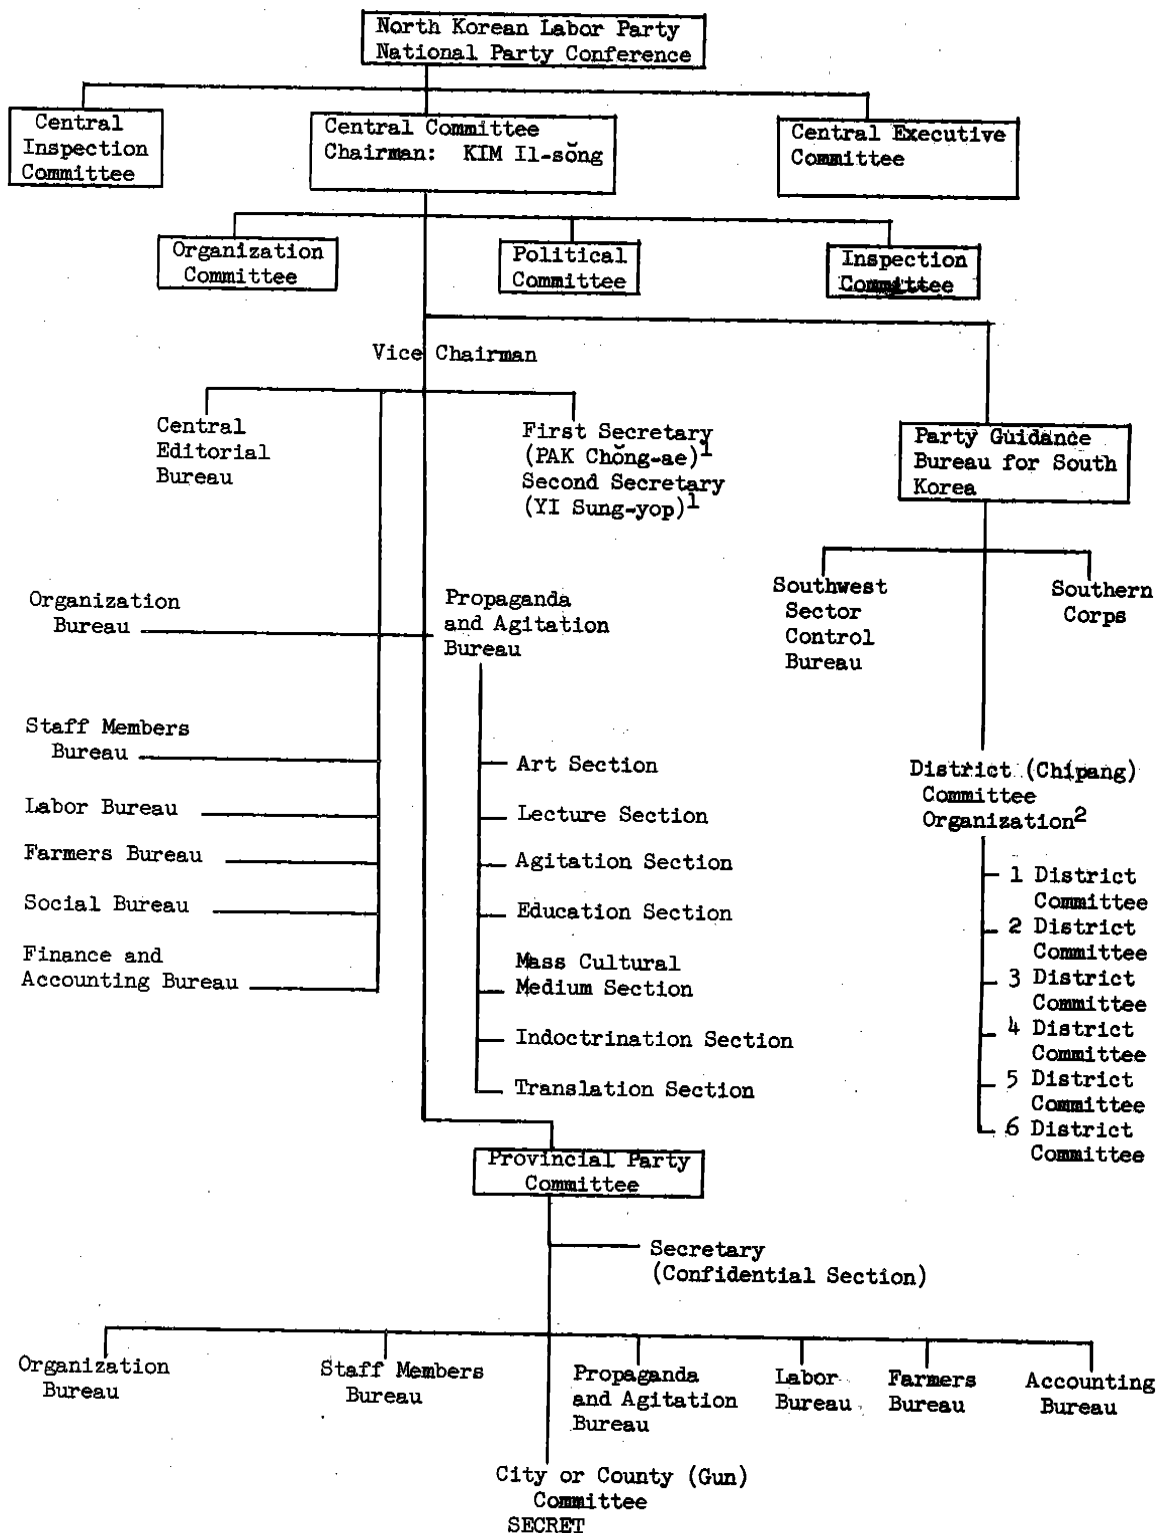 North Korean Labor Party
National Party Conference
Central
Inspection
Committee
Central Committee
Chairman: KIM Il-sŏng
Central Executive
Committee
Organization
Committee
Political
Committee
Inspection
Committee
Vice Chairman
Central
Editorial
Bureau
First Secretary
(PAK Chŏng-ae)1
Second Secretary
(YI Sung-yop)1
Party Guidance
Bureau for South
Korea
Southwest
Sector
Control
Bureau
Southern
Corps
Organization
Bureau
Propaganda
and Agitation
Bureau
Staff Members
Bureau
Labor Bureau
Farmers Bureau
Social Bureau
Finance and
Accounting Bureau
Art Section
Lecture Section
Agitation Section
Education Section
Mass Cultural
Medium Section
Indoctrination Section
Translation Section
District (Chipang)
Committee
Organization2
1 District
Committee
2 District
Committee
3 District
Committee
4 District
Committee
5 District
Committee
6 District
Committee
Provincial Party
Committee
Secretary
(Confidential Section)
Organization
Bureau
Staff Members
Bureau
Propaganda
and Agitation
Bureau
Labor
Bureau
Farmers
Bureau
Accounting
Bureau
City or County (Gun)
Committee
SECRET